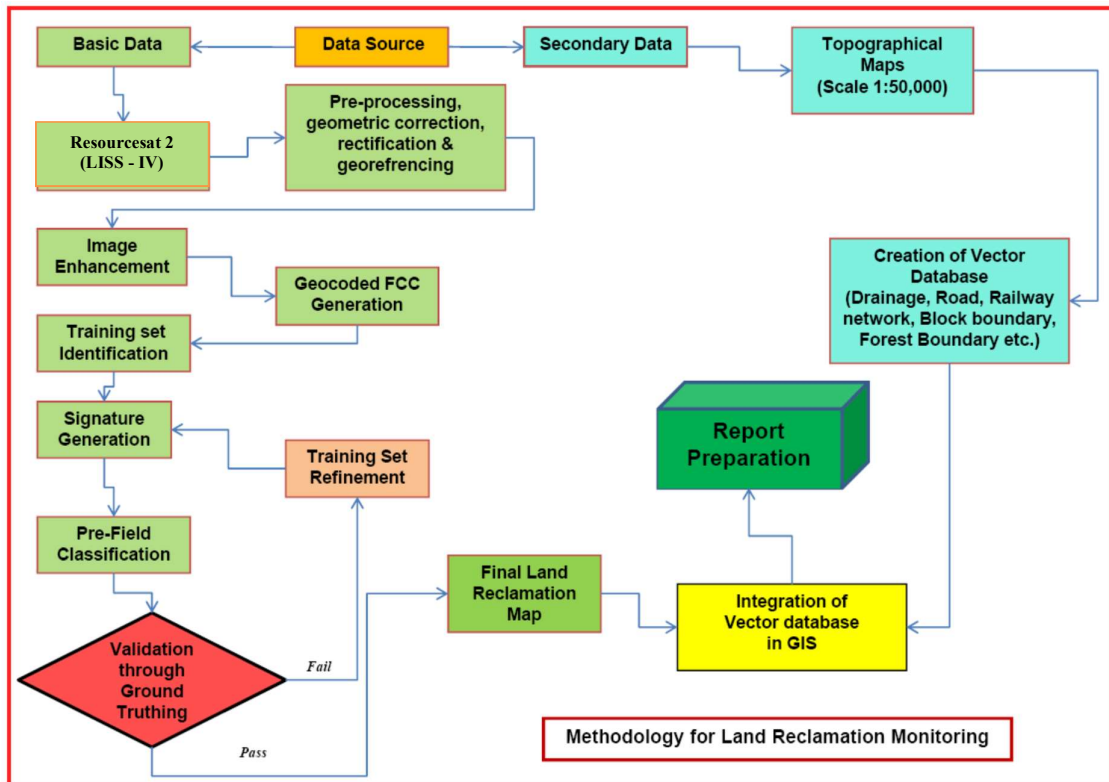 Basic Data
Data Source
Secondary Data
Topographical
Maps
(Scale 1:50,000)
Resourcesat 2
(LISS - IV)
Pre-processing,
geometric correction,
rectification &
georefrencing
Image
Enhancement
Geocoded FCC
Generation
Creation of Vector
Database
(Drainage, Road, Railway
network, Block boundary,
Forest Boundary etc.)
Training set
Identification
Signature
Generation
Training Set
Refinement
Report
Preparation
Pre-Field
Classification
Final Land
Reclamation
Map
Integration of
Vector database
in GIS
Validation
through
Ground
Truthing
Fail
Pass
Methodology for Land Reclamation Monitoring